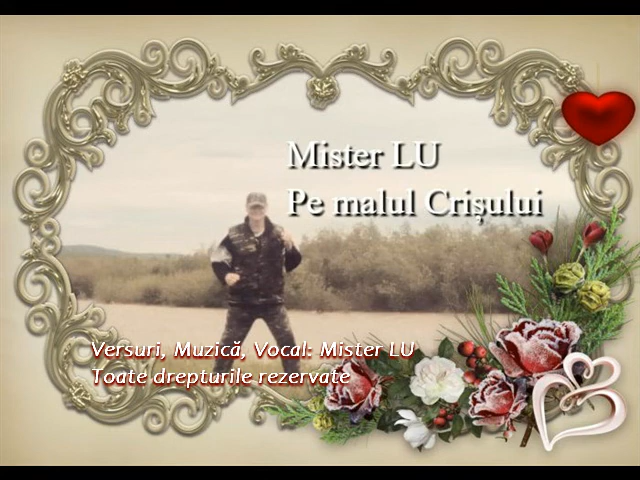 Mister LU
Pe malul Crișului
Versuri, Muzică, Vocal: Mister LU
Toate drepturile rezervate